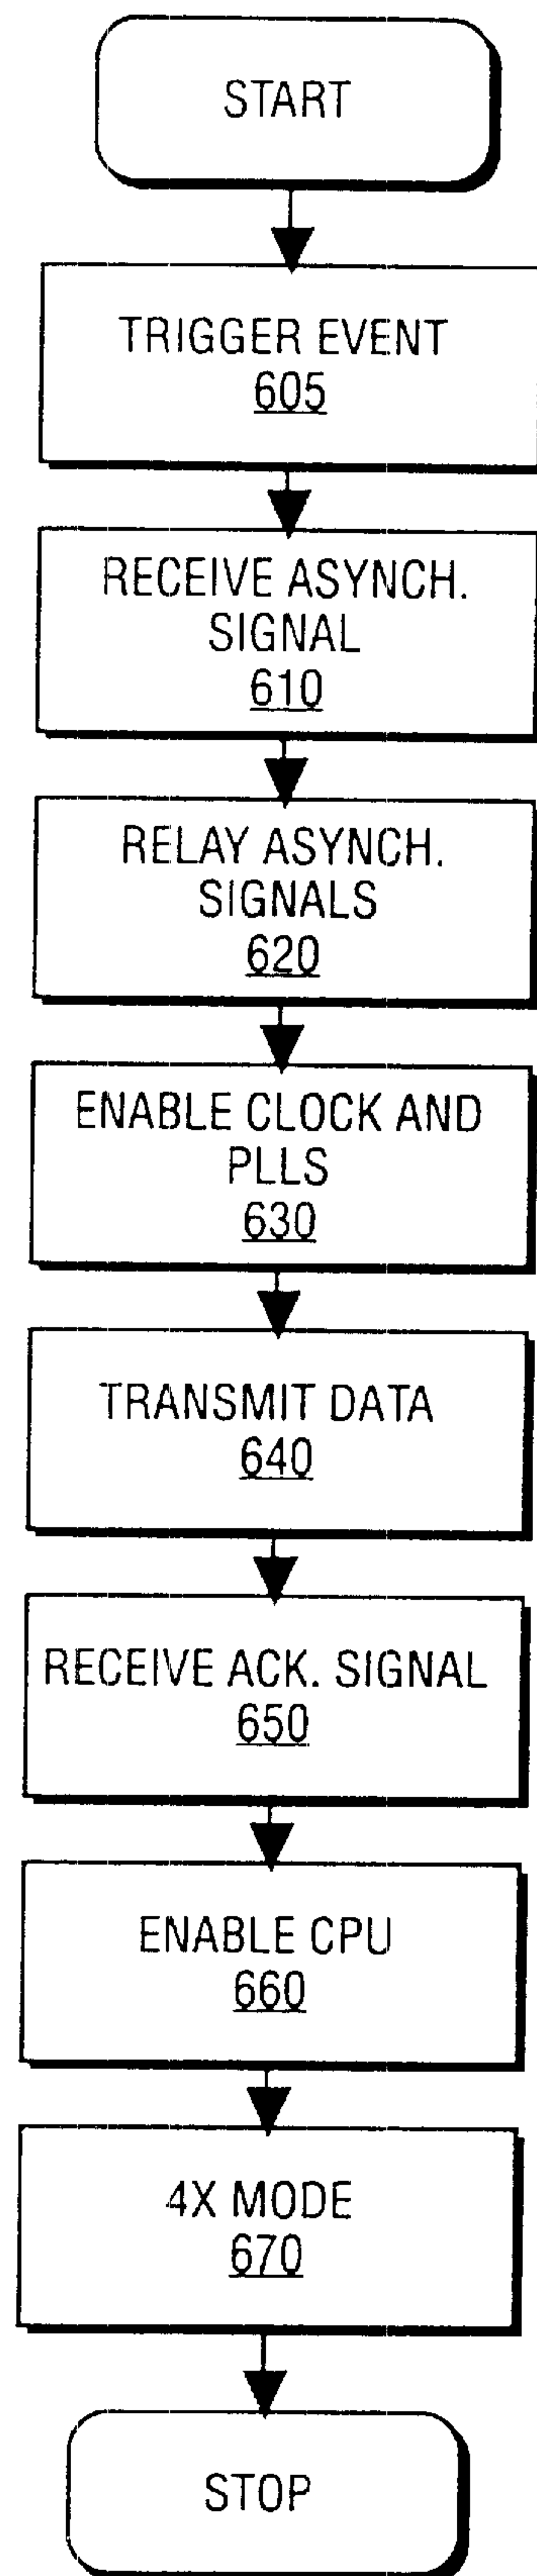 START
TRIGGER EVENT
605
RECEIVE ASYNCH.
SIGNAL
610
RELAY ASYNCH.
SIGNALS
620
ENABLE CLOCK AND
PLLS
630
TRANSMIT DATA
640
RECEIVE ACK. SIGNAL
650
ENABLE CPU
660
4X MODE
670
STOP